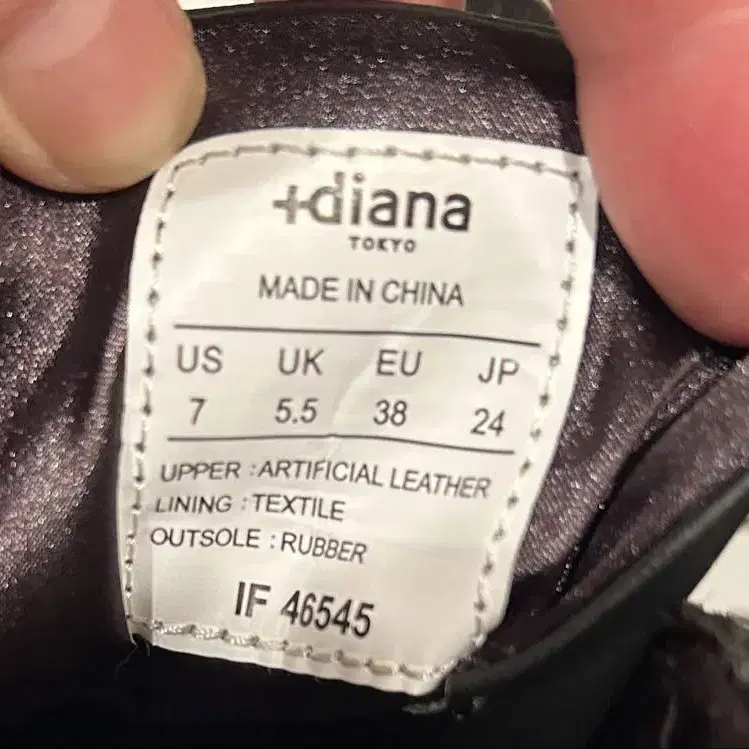 +diana
TOKYO
MADE IN CHINA
US UK EU JP
7 5.5 38 24
UPPER : ARTIFICIAL LEATHER
LINING : TEXTILE
OUTSOLE : RUBBER
IF 46545